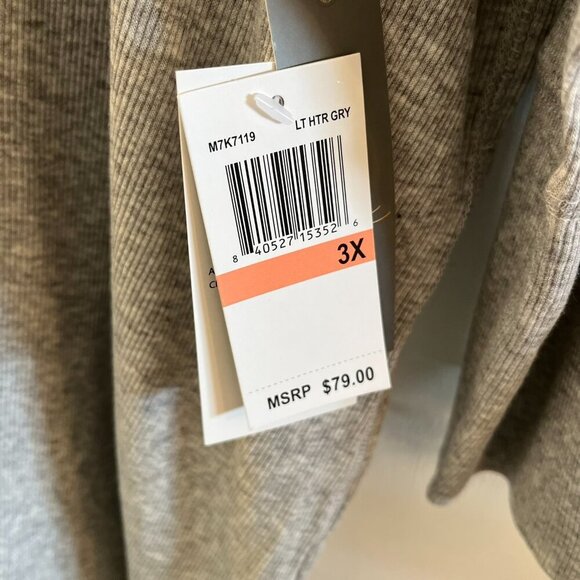 M7K7119 LT HTR GRY
8 40527 15352 6
3X
MSRP $79.00